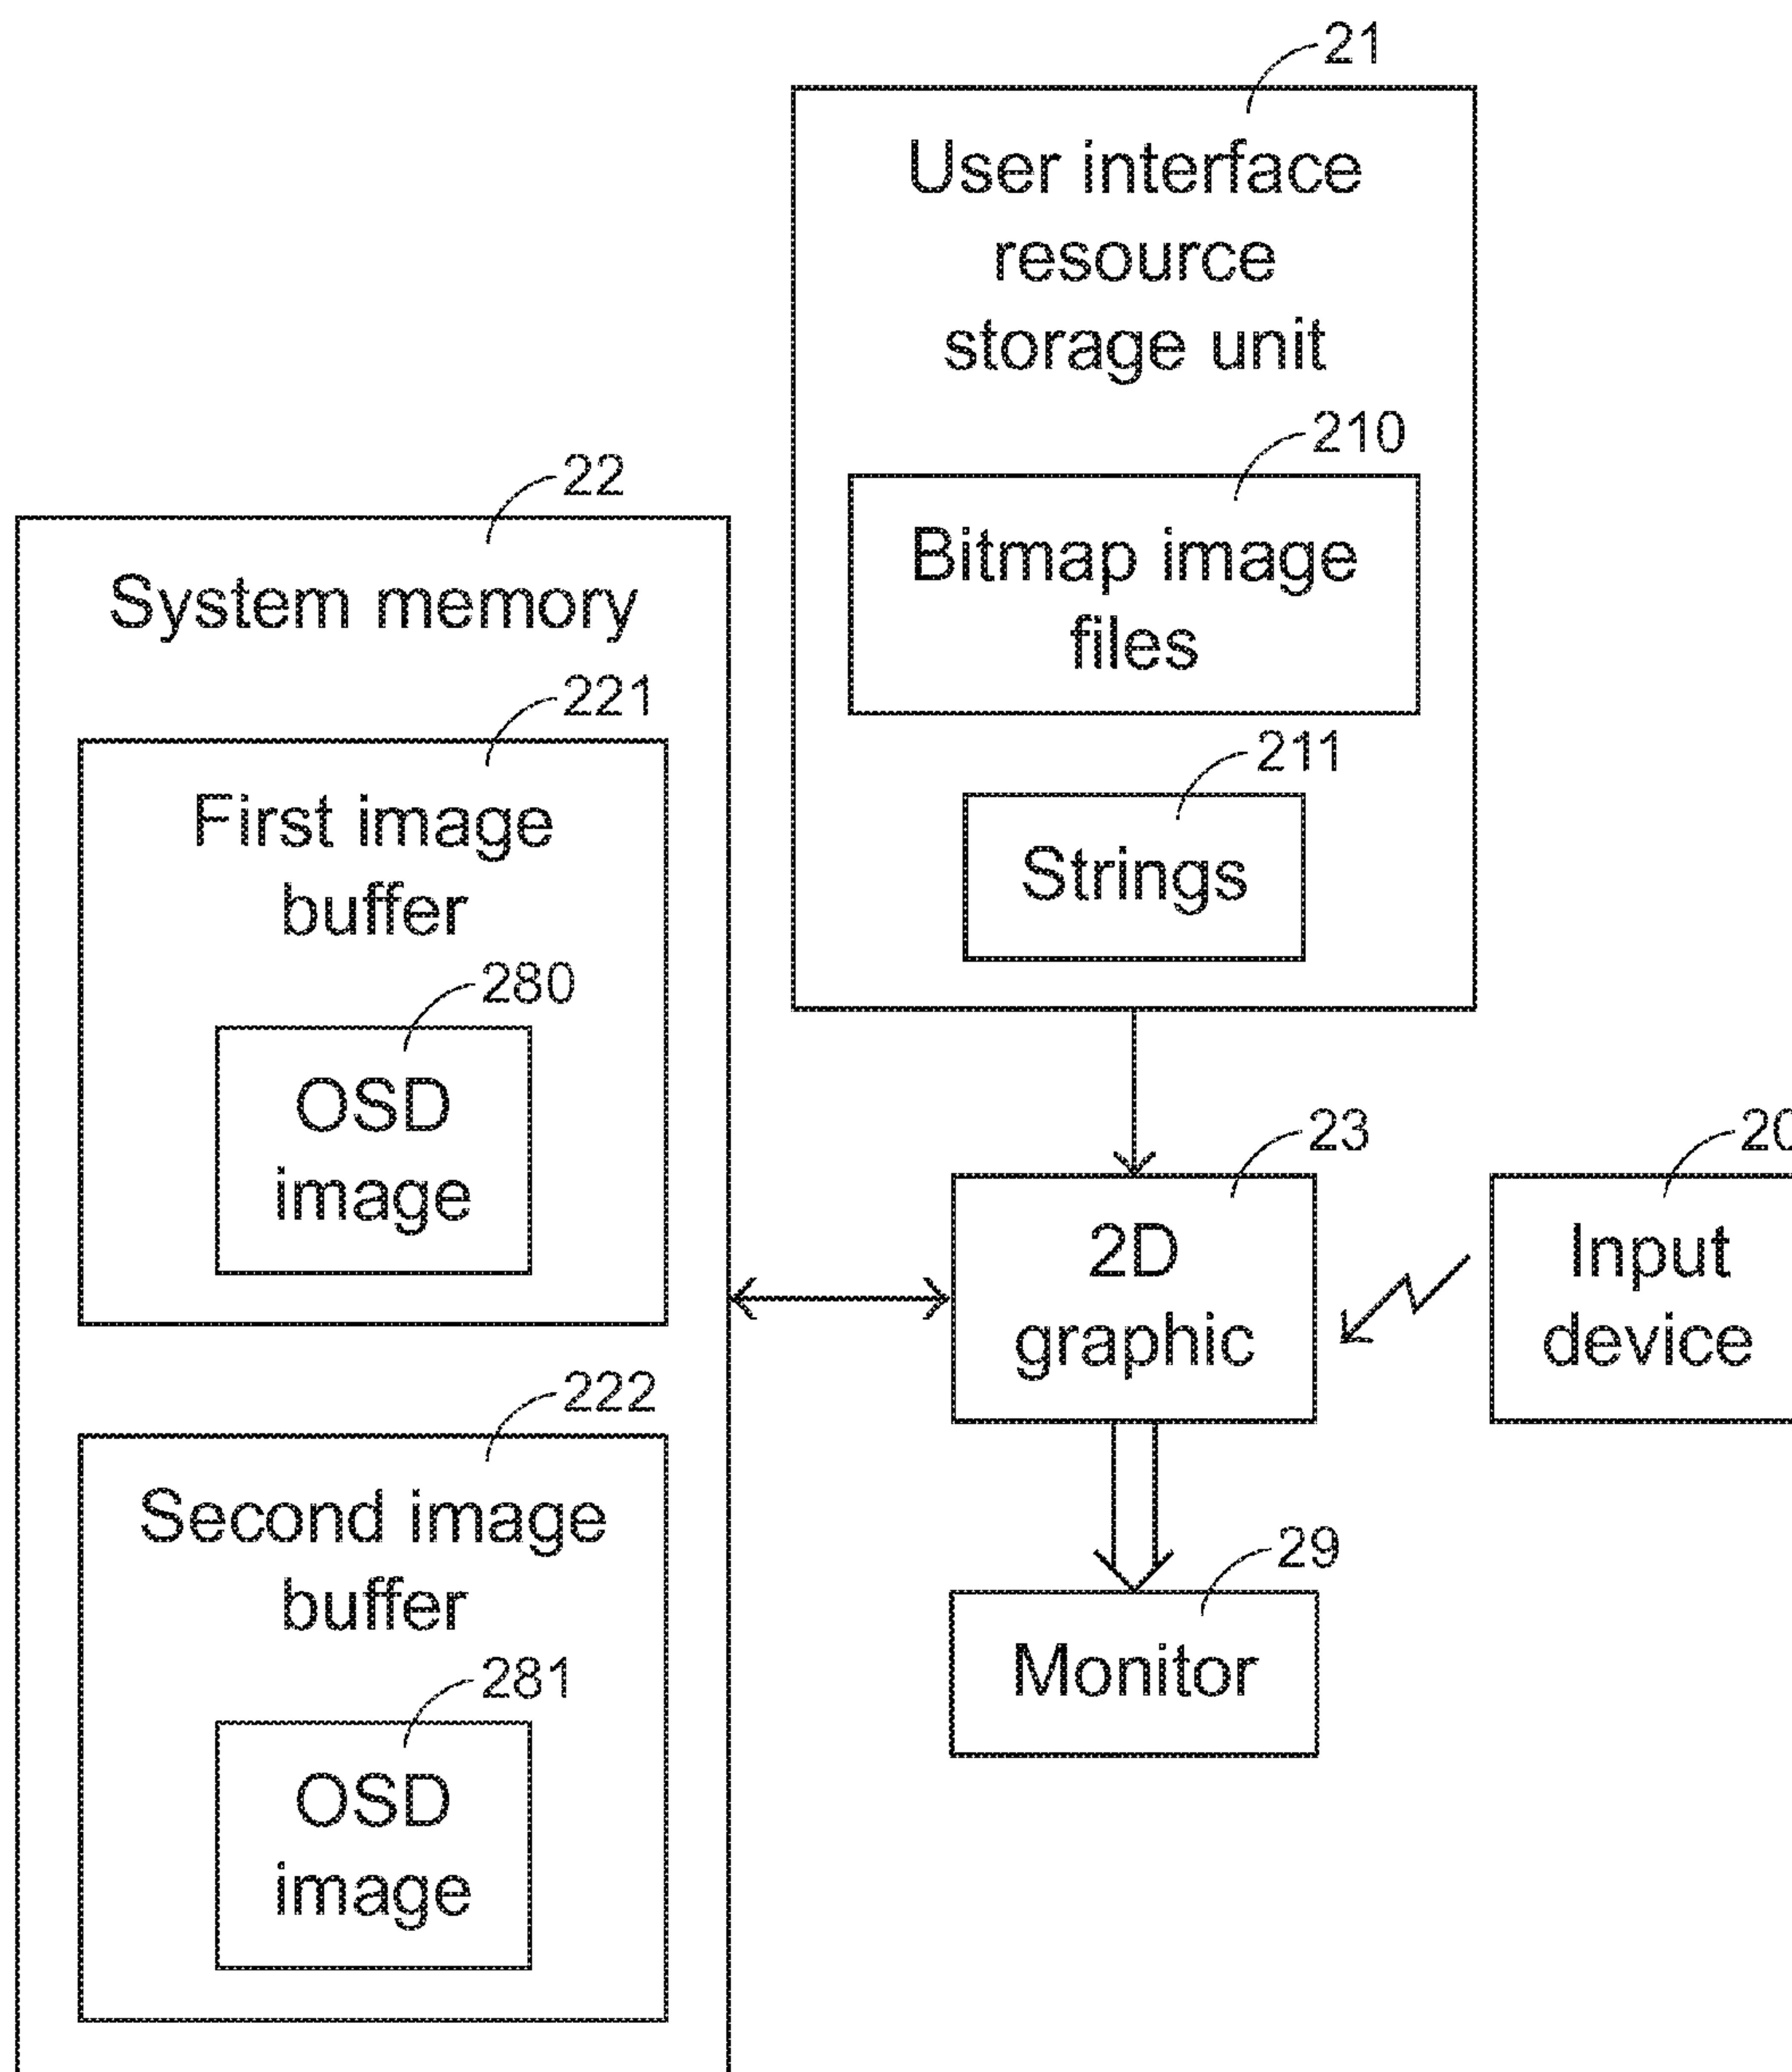 21
User interface
resource
storage unit
210
Bitmap image
files
211
Strings
22
System memory
221
First image
buffer
280
OSD
image
222
Second image
buffer
281
OSD
image
23
2D
graphic
20
Input
device
29
Monitor